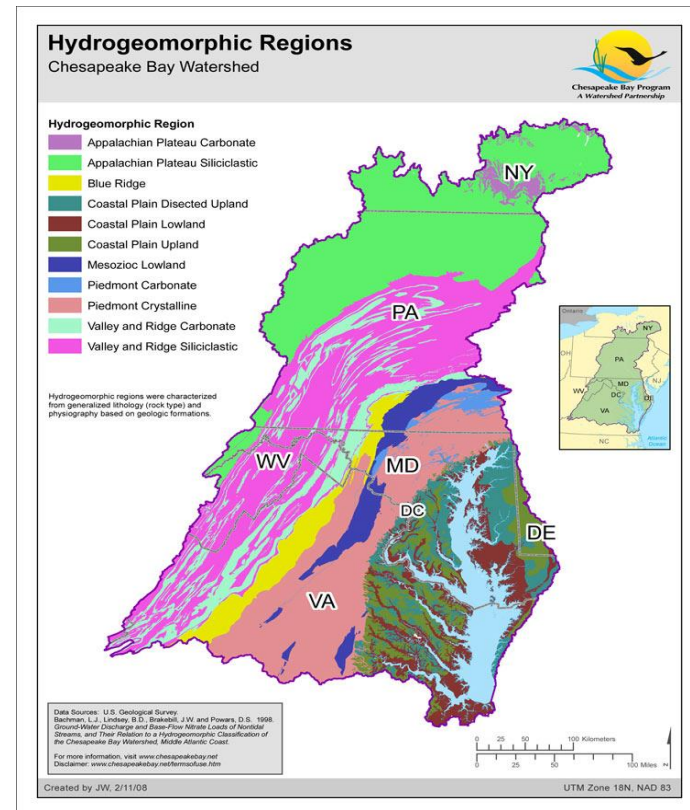 Hydrogeomorphic Regions
Chesapeake Bay Watershed
Chesapeake Bay Program
A Watershed Partnership
Hydrogeomorphic Region
Appalachian Plateau Carbonate
Appalachian Plateau Siliciclastic
Blue Ridge
Coastal Plain Disected Upland
Coastal Plain Lowland
Coastal Plain Upland
Mesozioc Lowland
Piedmont Carbonate
Piedmont Crystalline
Valley and Ridge Carbonate
Valley and Ridge Siliciclastic
Hydrogeomorphic regions were characterized
from generalized lithology (rock type) and
physiography based on geologic formations.
NY
PA
WV
MD
DC
DE
VA
Ontario
NY
OH
PA
NJ
MD
WV
DC
DE
VA
NC
Atlantic
Ocean
Data Sources: U.S. Geological Survey.
Bachman, L.J., Lindsey, B.D., Brakebill, J.W. and Powars, D.S. 1998.
Ground-Water Discharge and Base-Flow Nitrate Loads of Nontidal
Streams, and Their Relation to a Hydrogeomorphic Classification of
the Chesapeake Bay Watershed, Middle Atlantic Coast.
For more information, visit www.chesapeakebay.net
Disclaimer: www.chesapeakebay.net/termsofuse.htm
0 25 50 100 Kilometers
0 25 50 100 Miles
N
Created by JW, 2/11/08
UTM Zone 18N, NAD 83